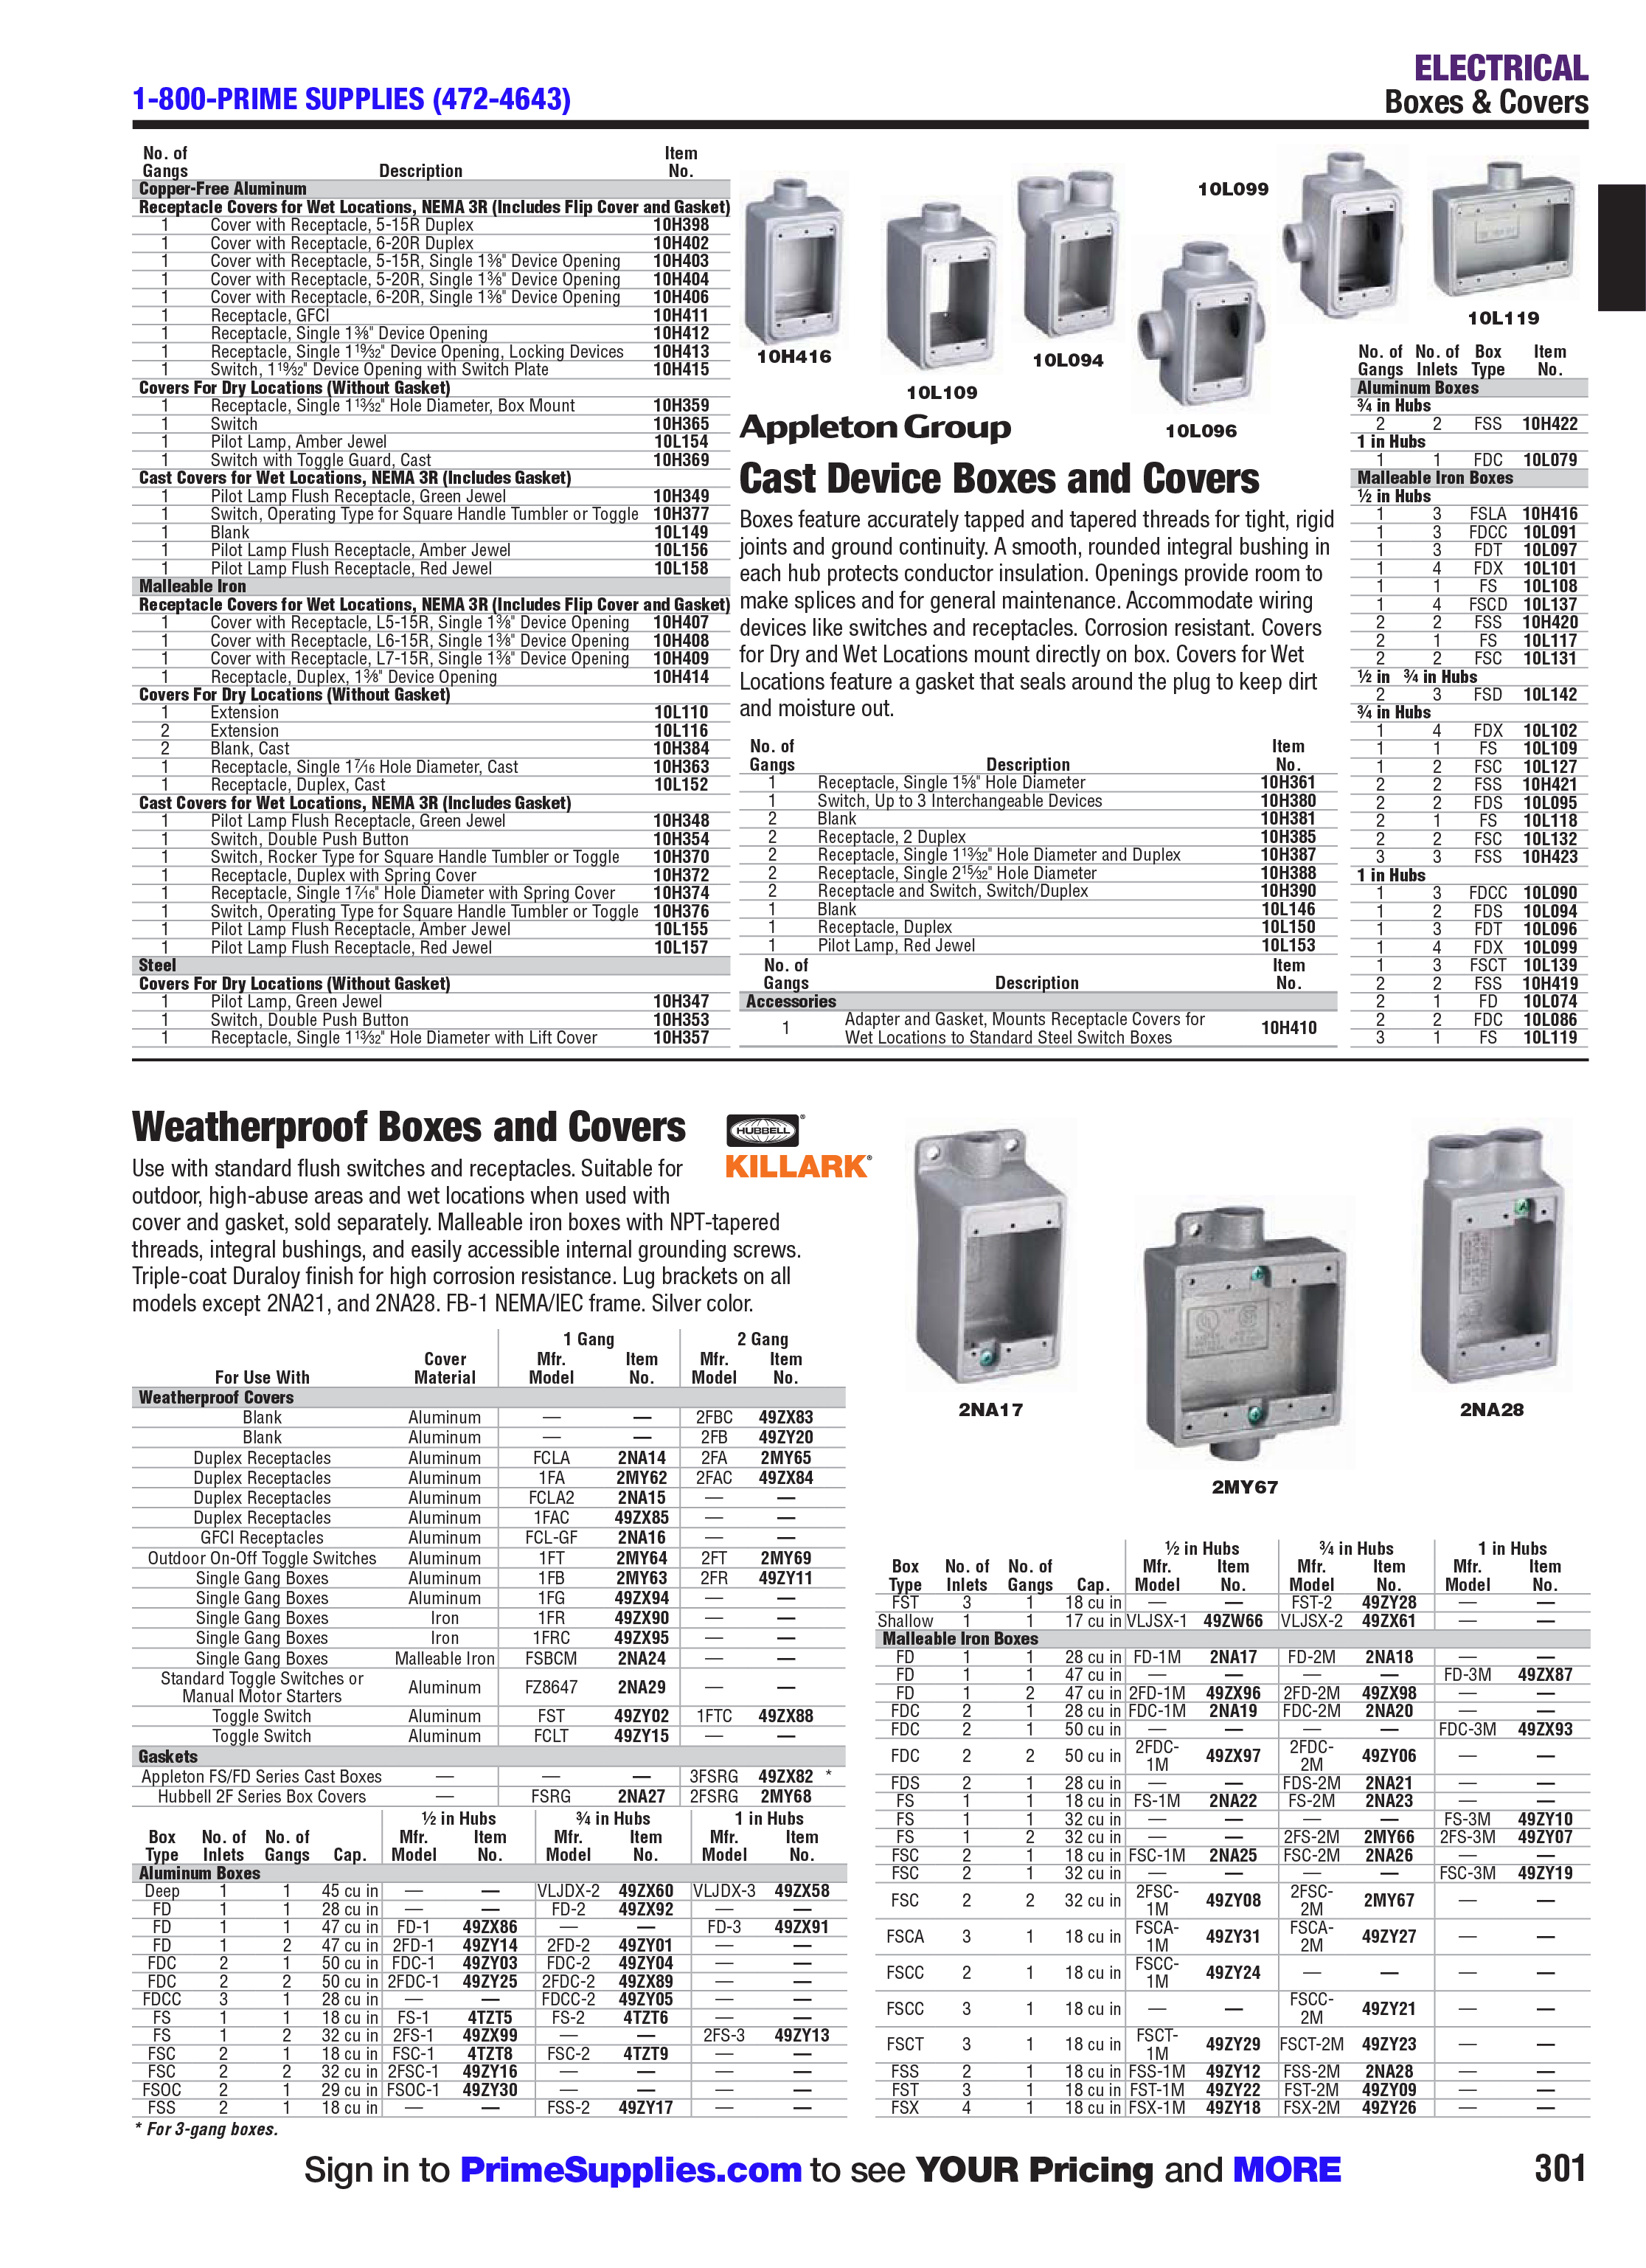 ELECTRICAL
1-800-PRIME SUPPLIES (472-4643)
Boxes & Covers
No. of Gangs Description Item No.
Copper-Free Aluminum
Receptacle Covers for Wet Locations, NEMA 3R (Includes Flip Cover and Gasket)
1 Cover with Receptacle, 5-15R Duplex 10H398
1 Cover with Receptacle, 6-20R Duplex 10H402
1 Cover with Receptacle, 5-15R, Single 1⅜" Device Opening 10H403
1 Cover with Receptacle, 5-20R, Single 1⅜" Device Opening 10H404
1 Cover with Receptacle, 6-20R, Single 1⅜" Device Opening 10H406
1 Receptacle, GFCI 10H411
1 Receptacle, Single 1⅜" Device Opening 10H412
1 Receptacle, Single 1 19/32" Device Opening, Locking Devices 10H413
1 Switch, 1 19/32" Device Opening with Switch Plate 10H415
Covers For Dry Locations (Without Gasket)
1 Receptacle, Single 1 13/32" Hole Diameter, Box Mount 10H359
1 Switch 10H365
1 Pilot Lamp, Amber Jewel 10L154
1 Switch with Toggle Guard, Cast 10H369
Cast Covers for Wet Locations, NEMA 3R (Includes Gasket)
1 Pilot Lamp Flush Receptacle, Green Jewel 10H349
1 Switch, Operating Type for Square Handle Tumbler or Toggle 10H377
1 Blank 10L149
1 Pilot Lamp Flush Receptacle, Amber Jewel 10L156
1 Pilot Lamp Flush Receptacle, Red Jewel 10L158
Malleable Iron
Receptacle Covers for Wet Locations, NEMA 3R (Includes Flip Cover and Gasket)
1 Cover with Receptacle, L5-15R, Single 1⅜" Device Opening 10H407
1 Cover with Receptacle, L6-15R, Single 1⅜" Device Opening 10H408
1 Cover with Receptacle, L7-15R, Single 1⅜" Device Opening 10H409
1 Receptacle, Duplex, 1⅜" Device Opening 10H414
Covers For Dry Locations (Without Gasket)
1 Extension 10L110
2 Extension 10L116
2 Blank, Cast 10H384
1 Receptacle, Single 1 7/16 Hole Diameter, Cast 10H363
1 Receptacle, Duplex, Cast 10L152
Cast Covers for Wet Locations, NEMA 3R (Includes Gasket)
1 Pilot Lamp Flush Receptacle, Green Jewel 10H348
1 Switch, Double Push Button 10H354
1 Switch, Rocker Type for Square Handle Tumbler or Toggle 10H370
1 Receptacle, Duplex with Spring Cover 10H372
1 Receptacle, Single 1 7/16" Hole Diameter with Spring Cover 10H374
1 Switch, Operating Type for Square Handle Tumbler or Toggle 10H376
1 Pilot Lamp Flush Receptacle, Amber Jewel 10L155
1 Pilot Lamp Flush Receptacle, Red Jewel 10L157
Steel
Covers For Dry Locations (Without Gasket)
1 Pilot Lamp, Green Jewel 10H347
1 Switch, Double Push Button 10H353
1 Receptacle, Single 1 13/32" Hole Diameter with Lift Cover 10H357
10H416
10L109
10L094
10L096
10L099
10L119
Appleton Group
Cast Device Boxes and Covers
Boxes feature accurately tapped and tapered threads for tight, rigid
joints and ground continuity. A smooth, rounded integral bushing in
each hub protects conductor insulation. Openings provide room to
make splices and for general maintenance. Accommodate wiring
devices like switches and receptacles. Corrosion resistant. Covers
for Dry and Wet Locations mount directly on box. Covers for Wet
Locations feature a gasket that seals around the plug to keep dirt
and moisture out.
No. of Gangs Description Item No.
1 Receptacle, Single 1⅝" Hole Diameter 10H361
1 Switch, Up to 3 Interchangeable Devices 10H380
2 Blank 10H381
2 Receptacle, 2 Duplex 10H385
2 Receptacle, Single 1 13/32" Hole Diameter and Duplex 10H387
2 Receptacle, Single 2 15/32" Hole Diameter 10H388
2 Receptacle and Switch, Switch/Duplex 10H390
1 Blank 10L146
1 Receptacle, Duplex 10L150
1 Pilot Lamp, Red Jewel 10L153
No. of Gangs Description Item No.
Accessories
1 Adapter and Gasket, Mounts Receptacle Covers for
Wet Locations to Standard Steel Switch Boxes 10H410
No. of Gangs No. of Inlets Box Type Item No.
Aluminum Boxes
¾ in Hubs
2 2 FSS 10H422
1 in Hubs
1 1 FDC 10L079
Malleable Iron Boxes
½ in Hubs
1 3 FSLA 10H416
1 3 FDCC 10L091
1 3 FDT 10L097
1 4 FDX 10L101
1 1 FS 10L108
1 4 FSCD 10L137
2 2 FSS 10H420
2 1 FS 10L117
2 2 FSC 10L131
½ in ¾ in Hubs
2 3 FSD 10L142
¾ in Hubs
1 4 FDX 10L102
1 1 FS 10L109
1 2 FSC 10L127
2 2 FSS 10H421
2 2 FDS 10L095
2 1 FS 10L118
2 2 FSC 10L132
3 3 FSS 10H423
1 in Hubs
1 3 FDCC 10L090
1 2 FDS 10L094
1 3 FDT 10L096
1 4 FDX 10L099
1 3 FSCT 10L139
2 2 FSS 10H419
2 1 FD 10L074
2 2 FDC 10L086
3 1 FS 10L119
Weatherproof Boxes and Covers
HUBBELL®
KILLARK®
Use with standard flush switches and receptacles. Suitable for
outdoor, high-abuse areas and wet locations when used with
cover and gasket, sold separately. Malleable iron boxes with NPT-tapered
threads, integral bushings, and easily accessible internal grounding screws.
Triple-coat Duraloy finish for high corrosion resistance. Lug brackets on all
models except 2NA21, and 2NA28. FB-1 NEMA/IEC frame. Silver color.
2NA17
2MY67
2NA28
1 Gang 2 Gang
For Use With Cover Material Mfr. Model Item No. Mfr. Model Item No.
Weatherproof Covers
Blank Aluminum — — 2FBC 49ZX83
Blank Aluminum — — 2FB 49ZY20
Duplex Receptacles Aluminum FCLA 2NA14 2FA 2MY65
Duplex Receptacles Aluminum 1FA 2MY62 2FAC 49ZX84
Duplex Receptacles Aluminum FCLA2 2NA15 — —
Duplex Receptacles Aluminum 1FAC 49ZX85 — —
GFCI Receptacles Aluminum FCL-GF 2NA16 — —
Outdoor On-Off Toggle Switches Aluminum 1FT 2MY64 2FT 2MY69
Single Gang Boxes Aluminum 1FB 2MY63 2FR 49ZY11
Single Gang Boxes Aluminum 1FG 49ZX94 — —
Single Gang Boxes Iron 1FR 49ZX90 — —
Single Gang Boxes Iron 1FRC 49ZX95 — —
Single Gang Boxes Malleable Iron FSBCM 2NA24 — —
Standard Toggle Switches or
Manual Motor Starters Aluminum FZ8647 2NA29 — —
Toggle Switch Aluminum FST 49ZY02 1FTC 49ZX88
Toggle Switch Aluminum FCLT 49ZY15 — —
Gaskets
Appleton FS/FD Series Cast Boxes — — — 3FSRG 49ZX82 *
Hubbell 2F Series Box Covers — FSRG 2NA27 2FSRG 2MY68
½ in Hubs ¾ in Hubs 1 in Hubs
Box Type No. of Inlets No. of Gangs Cap. Mfr. Model Item No. Mfr. Model Item No. Mfr. Model Item No.
Aluminum Boxes
Deep 1 1 45 cu in — — VLJDX-2 49ZX60 VLJDX-3 49ZX58
FD 1 1 28 cu in — — FD-2 49ZX92 — —
FD 1 1 47 cu in FD-1 49ZX86 — — FD-3 49ZX91
FD 1 2 47 cu in 2FD-1 49ZY14 2FD-2 49ZY01 — —
FDC 2 1 50 cu in FDC-1 49ZY03 FDC-2 49ZY04 — —
FDC 2 2 50 cu in 2FDC-1 49ZY25 2FDC-2 49ZX89 — —
FDCC 3 1 28 cu in — — FDCC-2 49ZY05 — —
FS 1 1 18 cu in FS-1 4TZT5 FS-2 4TZT6 — —
FS 1 2 32 cu in 2FS-1 49ZX99 — — 2FS-3 49ZY13
FSC 2 1 18 cu in FSC-1 4TZT8 FSC-2 4TZT9 — —
FSC 2 2 32 cu in 2FSC-1 49ZY16 — — — —
FSOC 2 1 29 cu in FSOC-1 49ZY30 — — — —
FSS 2 1 18 cu in — — FSS-2 49ZY17 — —
* For 3-gang boxes.
½ in Hubs ¾ in Hubs 1 in Hubs
Box Type No. of Inlets No. of Gangs Cap. Mfr. Model Item No. Mfr. Model Item No. Mfr. Model Item No.
FST 3 1 18 cu in — — FST-2 49ZY28 — —
Shallow 1 1 17 cu in VLJSX-1 49ZW66 VLJSX-2 49ZX61 — —
Malleable Iron Boxes
FD 1 1 28 cu in FD-1M 2NA17 FD-2M 2NA18 — —
FD 1 1 47 cu in — — — — FD-3M 49ZX87
FD 1 2 47 cu in 2FD-1M 49ZX96 2FD-2M 49ZX98 — —
FDC 2 1 28 cu in FDC-1M 2NA19 FDC-2M 2NA20 — —
FDC 2 1 50 cu in — — — — FDC-3M 49ZX93
FDC 2 2 50 cu in 2FDC-1M 49ZX97 2FDC-2M 49ZY06 — —
FDS 2 1 28 cu in — — FDS-2M 2NA21 — —
FS 1 1 18 cu in FS-1M 2NA22 FS-2M 2NA23 — —
FS 1 1 32 cu in — — — — FS-3M 49ZY10
FS 1 2 32 cu in — — 2FS-2M 2MY66 2FS-3M 49ZY07
FSC 2 1 18 cu in FSC-1M 2NA25 FSC-2M 2NA26 — —
FSC 2 1 32 cu in — — — — FSC-3M 49ZY19
FSC 2 2 32 cu in 2FSC-1M 49ZY08 2FSC-2M 2MY67 — —
FSCA 3 1 18 cu in FSCA-1M 49ZY31 FSCA-2M 49ZY27 — —
FSCC 2 1 18 cu in FSCC-1M 49ZY24 — — — —
FSCC 3 1 18 cu in — — FSCC-2M 49ZY21 — —
FSCT 3 1 18 cu in FSCT-1M 49ZY29 FSCT-2M 49ZY23 — —
FSS 2 1 18 cu in FSS-1M 49ZY12 FSS-2M 2NA28 — —
FST 3 1 18 cu in FST-1M 49ZY22 FST-2M 49ZY09 — —
FSX 4 1 18 cu in FSX-1M 49ZY18 FSX-2M 49ZY26 — —
Sign in to PrimeSupplies.com to see YOUR Pricing and MORE
301